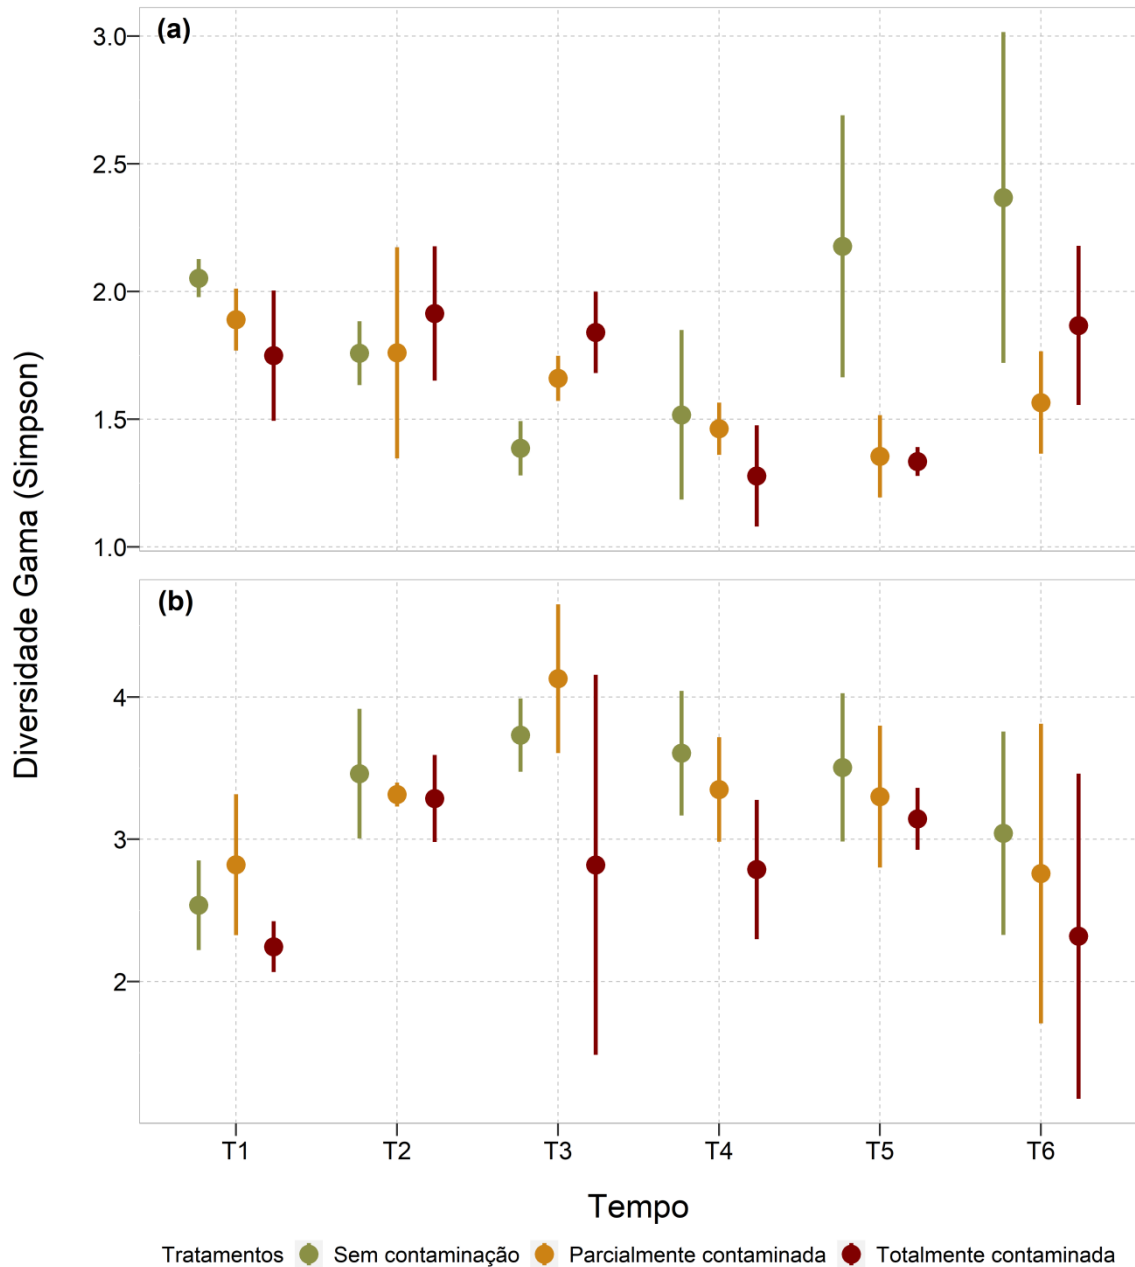 (a)
3.0
2.5
2.0
1.5
1.0
Diversidade Gama (Simpson)
(b)
4
3
2
T1 T2 T3 T4 T5 T6
Tempo
Tratamentos Sem contaminação Parcialmente contaminada Totalmente contaminada